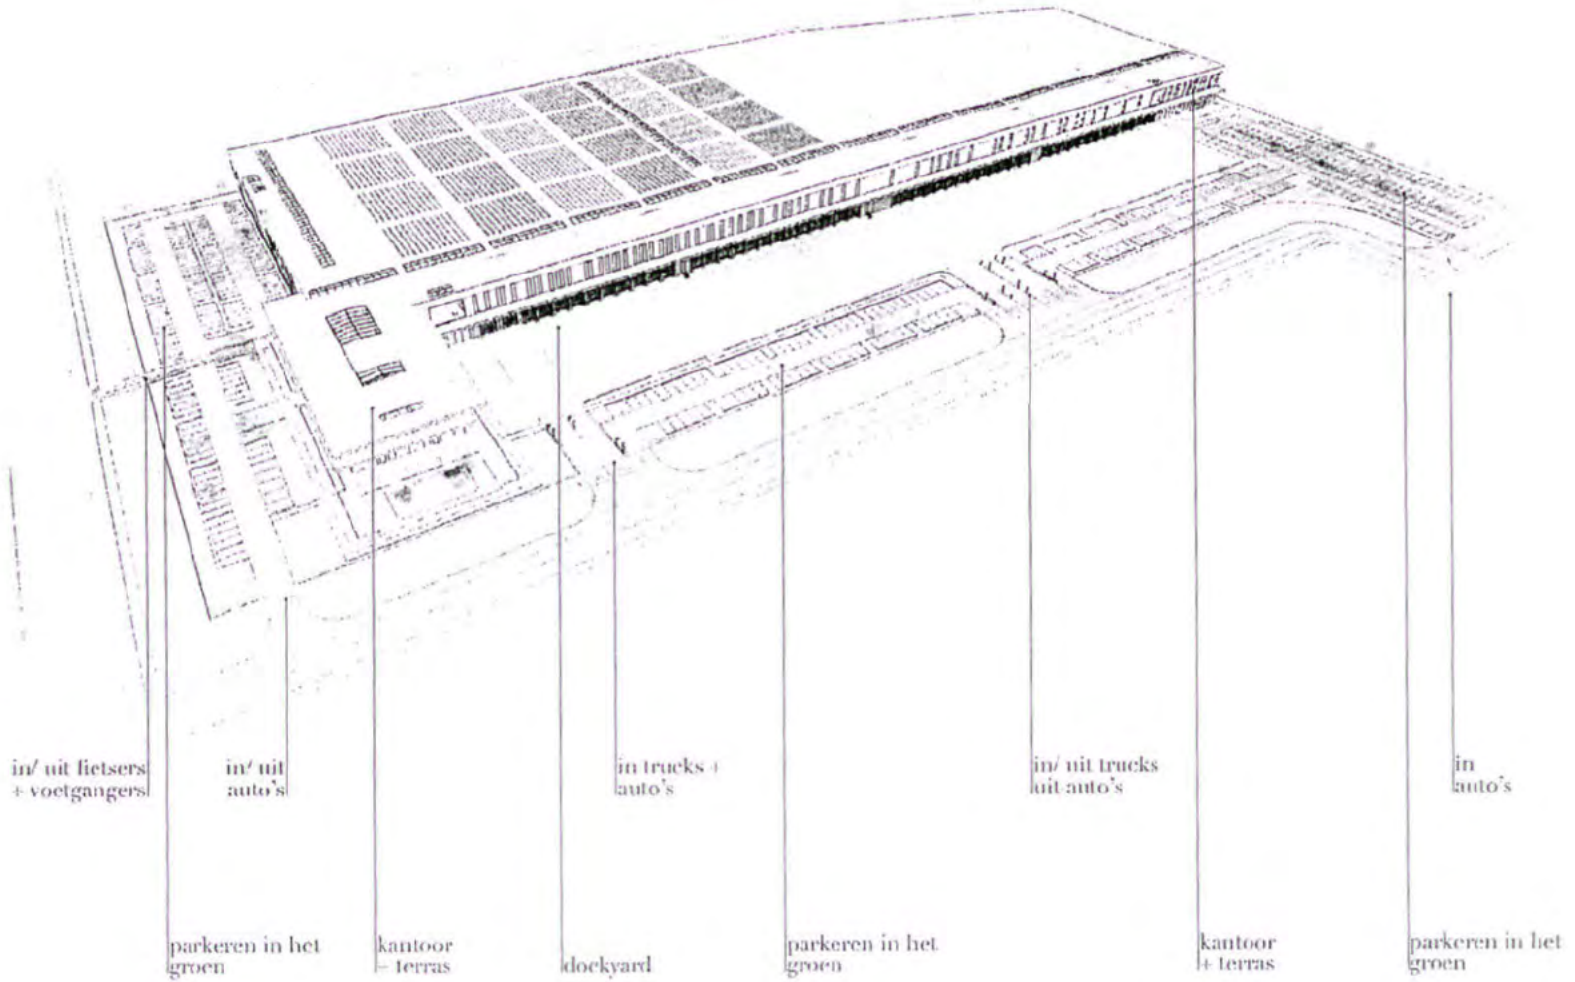 in/ uit fietsers
+ voetgangers
in/ uit
auto's
in trucks +
auto's
in/ uit trucks
uit auto's
in
auto's
parkeren in het
groen
kantoor
+ terras
dockyard
parkeren in het
groen
kantoor
+ terras
parkeren in het
groen